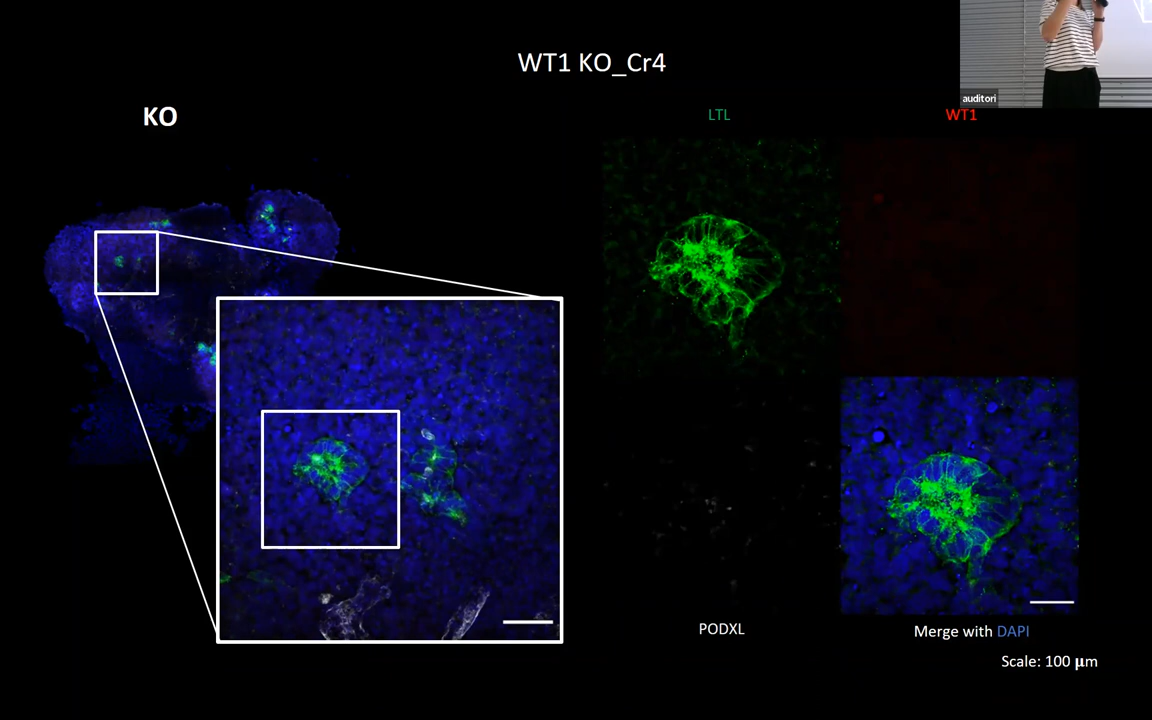 WT1 KO_Cr4
auditori
KO
LTL
WT1
PODXL
Merge with DAPI
Scale: 100 µm